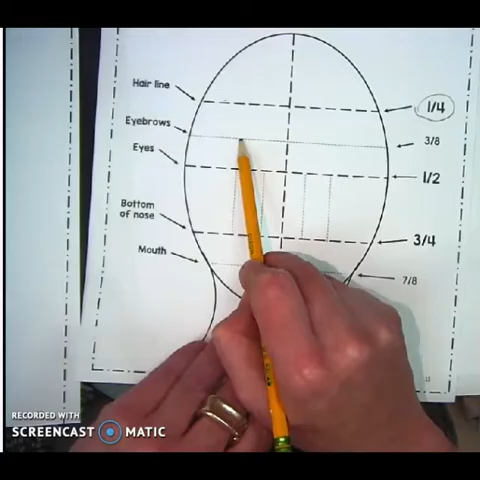 Hair line
1/4
Eyebrows
3/8
Eyes
1/2
Bottom
of nose
3/4
Mouth
7/8
RECORDED WITH
SCREENCAST MATIC